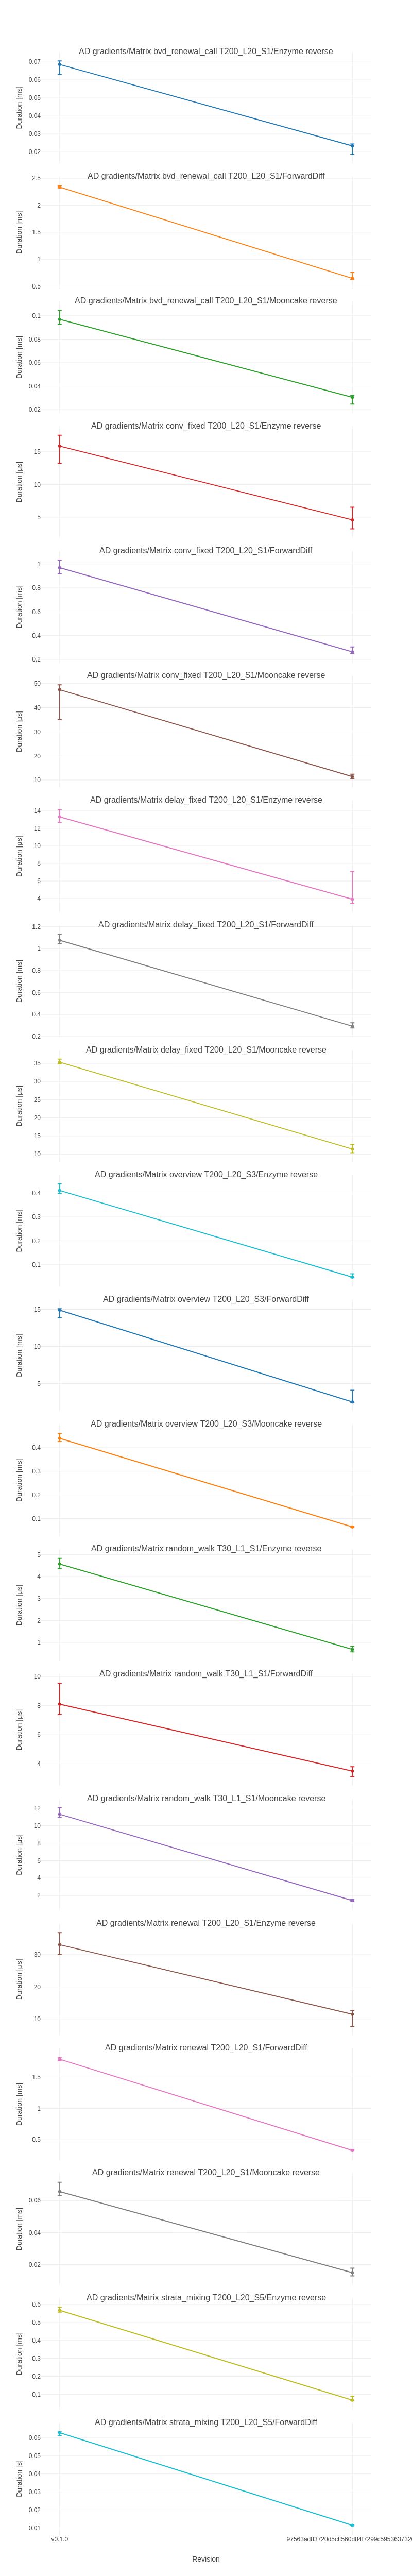 AD gradients/Matrix bvd_renewal_call T200_L20_S1/Enzyme reverse
0.07
0.06
0.05
0.04
0.03
0.02
Duration [ms]
AD gradients/Matrix bvd_renewal_call T200_L20_S1/ForwardDiff
2.5
2
1.5
1
0.5
Duration [ms]
AD gradients/Matrix bvd_renewal_call T200_L20_S1/Mooncake reverse
0.1
0.08
0.06
0.04
0.02
Duration [ms]
AD gradients/Matrix conv_fixed T200_L20_S1/Enzyme reverse
15
10
5
Duration [µs]
AD gradients/Matrix conv_fixed T200_L20_S1/ForwardDiff
1
0.8
0.6
0.4
0.2
Duration [ms]
AD gradients/Matrix conv_fixed T200_L20_S1/Mooncake reverse
50
40
30
20
10
Duration [µs]
AD gradients/Matrix delay_fixed T200_L20_S1/Enzyme reverse
14
12
10
8
6
4
Duration [µs]
AD gradients/Matrix delay_fixed T200_L20_S1/ForwardDiff
1.2
1
0.8
0.6
0.4
0.2
Duration [ms]
AD gradients/Matrix delay_fixed T200_L20_S1/Mooncake reverse
35
30
25
20
15
10
Duration [µs]
AD gradients/Matrix overview T200_L20_S3/Enzyme reverse
0.4
0.3
0.2
0.1
Duration [ms]
AD gradients/Matrix overview T200_L20_S3/ForwardDiff
15
10
5
Duration [ms]
AD gradients/Matrix overview T200_L20_S3/Mooncake reverse
0.4
0.3
0.2
0.1
Duration [ms]
AD gradients/Matrix random_walk T30_L1_S1/Enzyme reverse
5
4
3
2
1
Duration [µs]
AD gradients/Matrix random_walk T30_L1_S1/ForwardDiff
10
8
6
4
Duration [µs]
AD gradients/Matrix random_walk T30_L1_S1/Mooncake reverse
12
10
8
6
4
2
Duration [µs]
AD gradients/Matrix renewal T200_L20_S1/Enzyme reverse
30
20
10
Duration [µs]
AD gradients/Matrix renewal T200_L20_S1/ForwardDiff
1.5
1
0.5
Duration [ms]
AD gradients/Matrix renewal T200_L20_S1/Mooncake reverse
0.06
0.04
0.02
Duration [ms]
AD gradients/Matrix strata_mixing T200_L20_S5/Enzyme reverse
0.6
0.5
0.4
0.3
0.2
0.1
Duration [ms]
AD gradients/Matrix strata_mixing T200_L20_S5/ForwardDiff
0.06
0.05
0.04
0.03
0.02
0.01
Duration [s]
v0.1.0
Revision